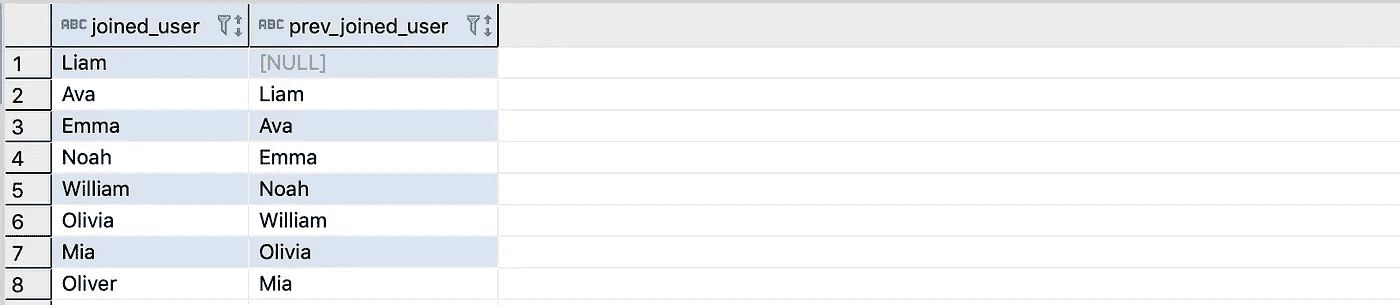 ABC joined_user ABC prev_joined_user
1 Liam [NULL]
2 Ava Liam
3 Emma Ava
4 Noah Emma
5 William Noah
6 Olivia William
7 Mia Olivia
8 Oliver Mia